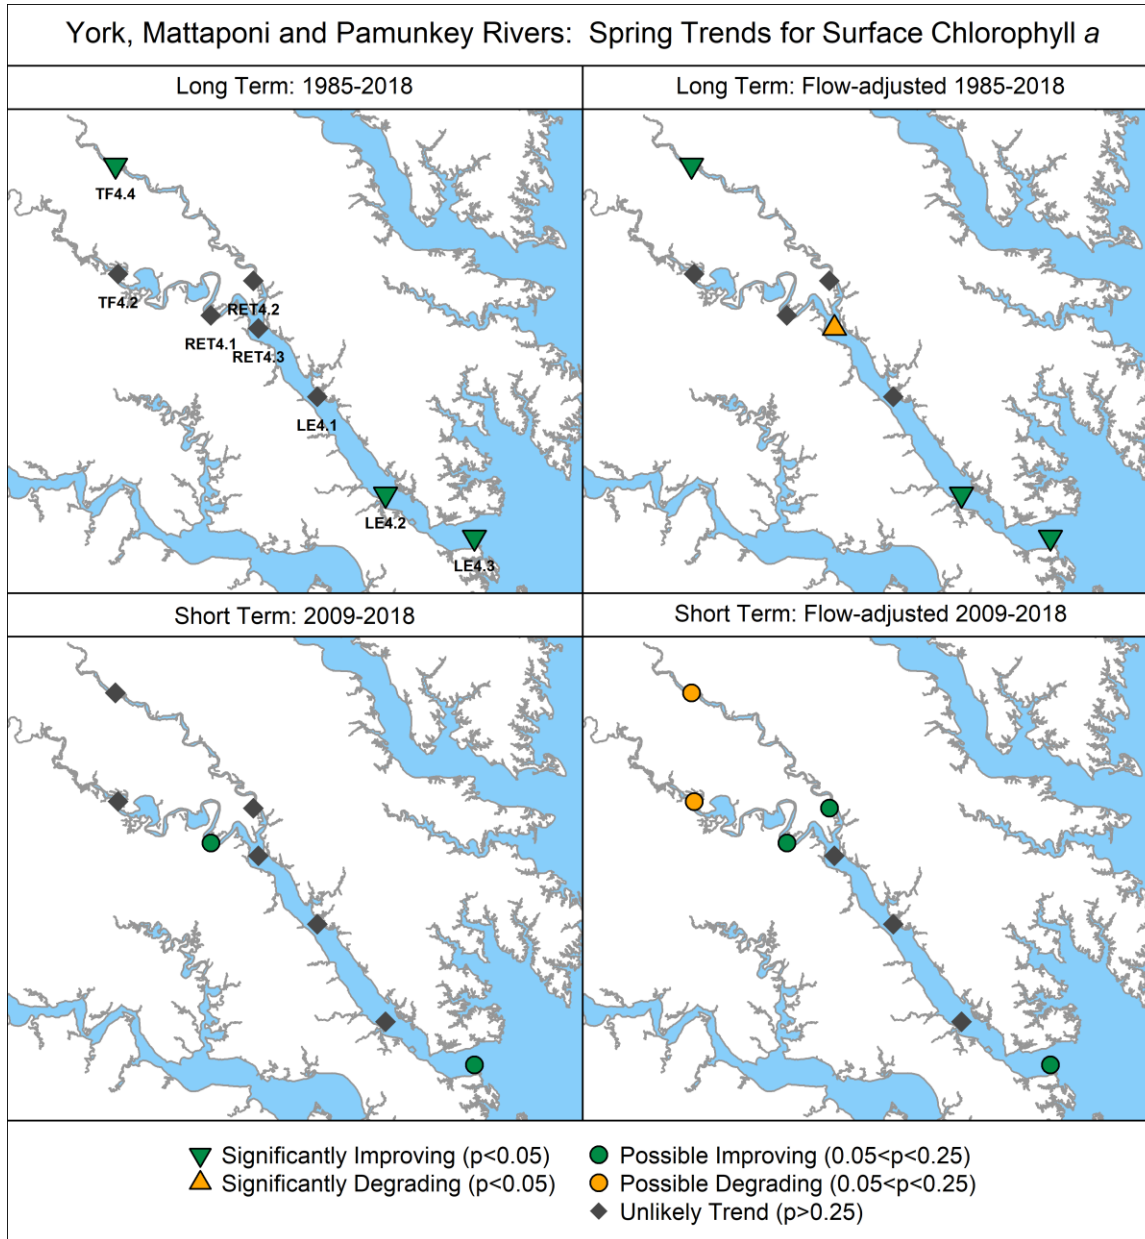 York, Mattaponi and Pamunkey Rivers: Spring Trends for Surface Chlorophyll a
Long Term: 1985-2018
Long Term: Flow-adjusted 1985-2018
TF4.4
TF4.2
RET4.2
RET4.1
RET4.3
LE4.1
LE4.2
LE4.3
Short Term: 2009-2018
Short Term: Flow-adjusted 2009-2018
Significantly Improving (p<0.05)
Significantly Degrading (p<0.05)
Possible Improving (0.05<p<0.25)
Possible Degrading (0.05<p<0.25)
Unlikely Trend (p>0.25)